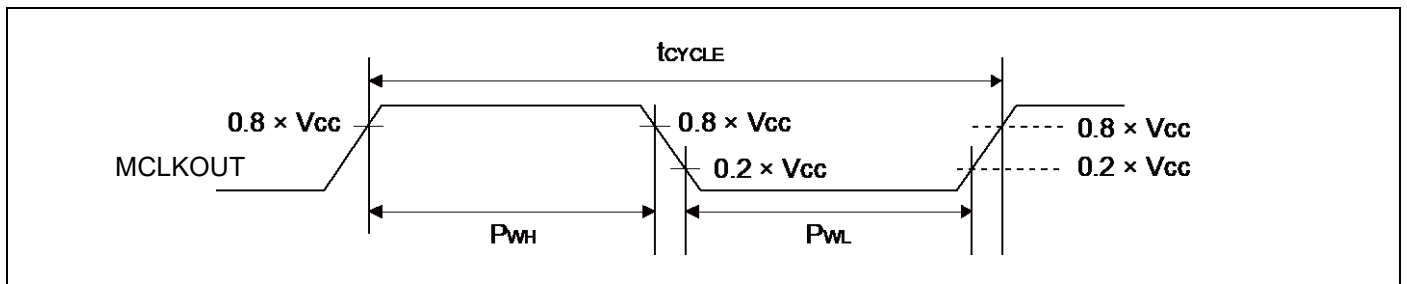 tCYCLE
0.8 × Vcc
0.8 × Vcc
0.8 × Vcc
MCLKOUT
0.2 × Vcc
0.2 × Vcc
PWH
PWL